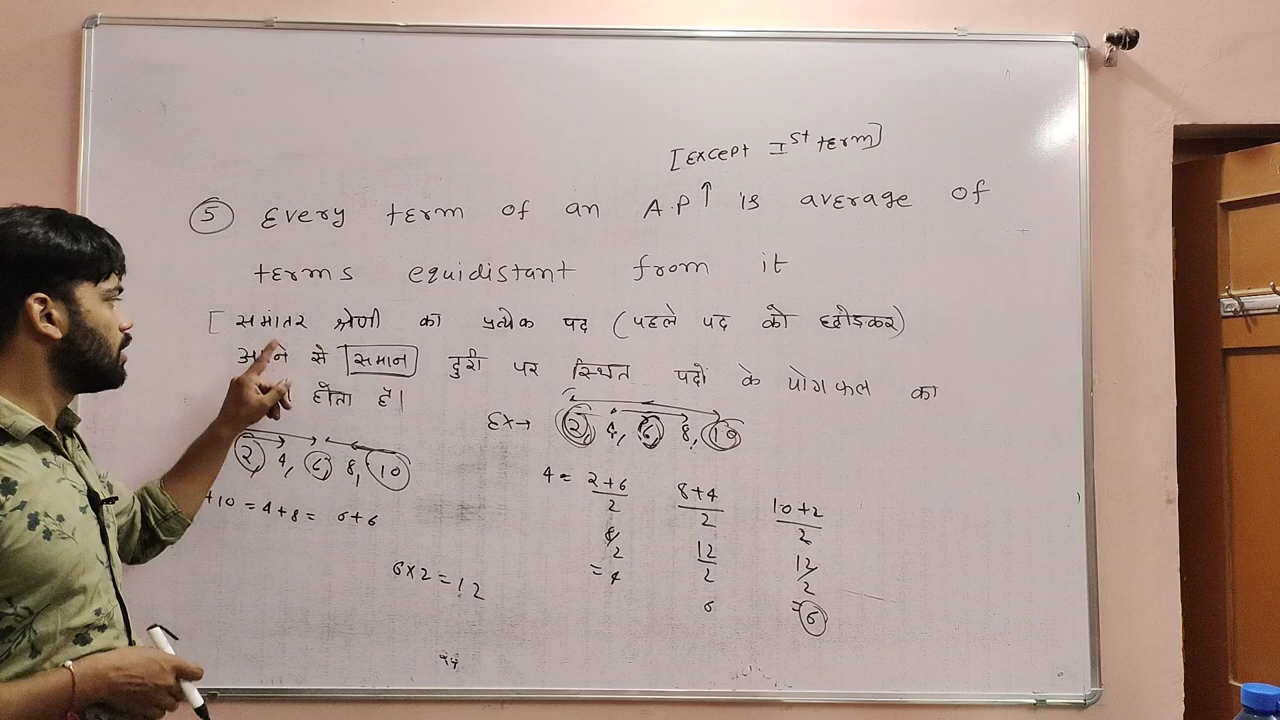 [Except Ist term]
⑤ Every term of an A.P↑ is average of
terms equidistant from it
[ समांतर श्रेणी का प्रत्येक पद (पहले पद को छोड़कर)
से समान दुरी पर स्थित पदों के योगफल का
होता है।
Ex→ 2, 4, 6, 8, 10
2, 4, 6, 8, 10
+10 = 4+8 = 6+6
6×2 = 12
4 = 2+6/2 8+4/2 10+2/2
8/2 12/2 12/2
= 4 6 = 6